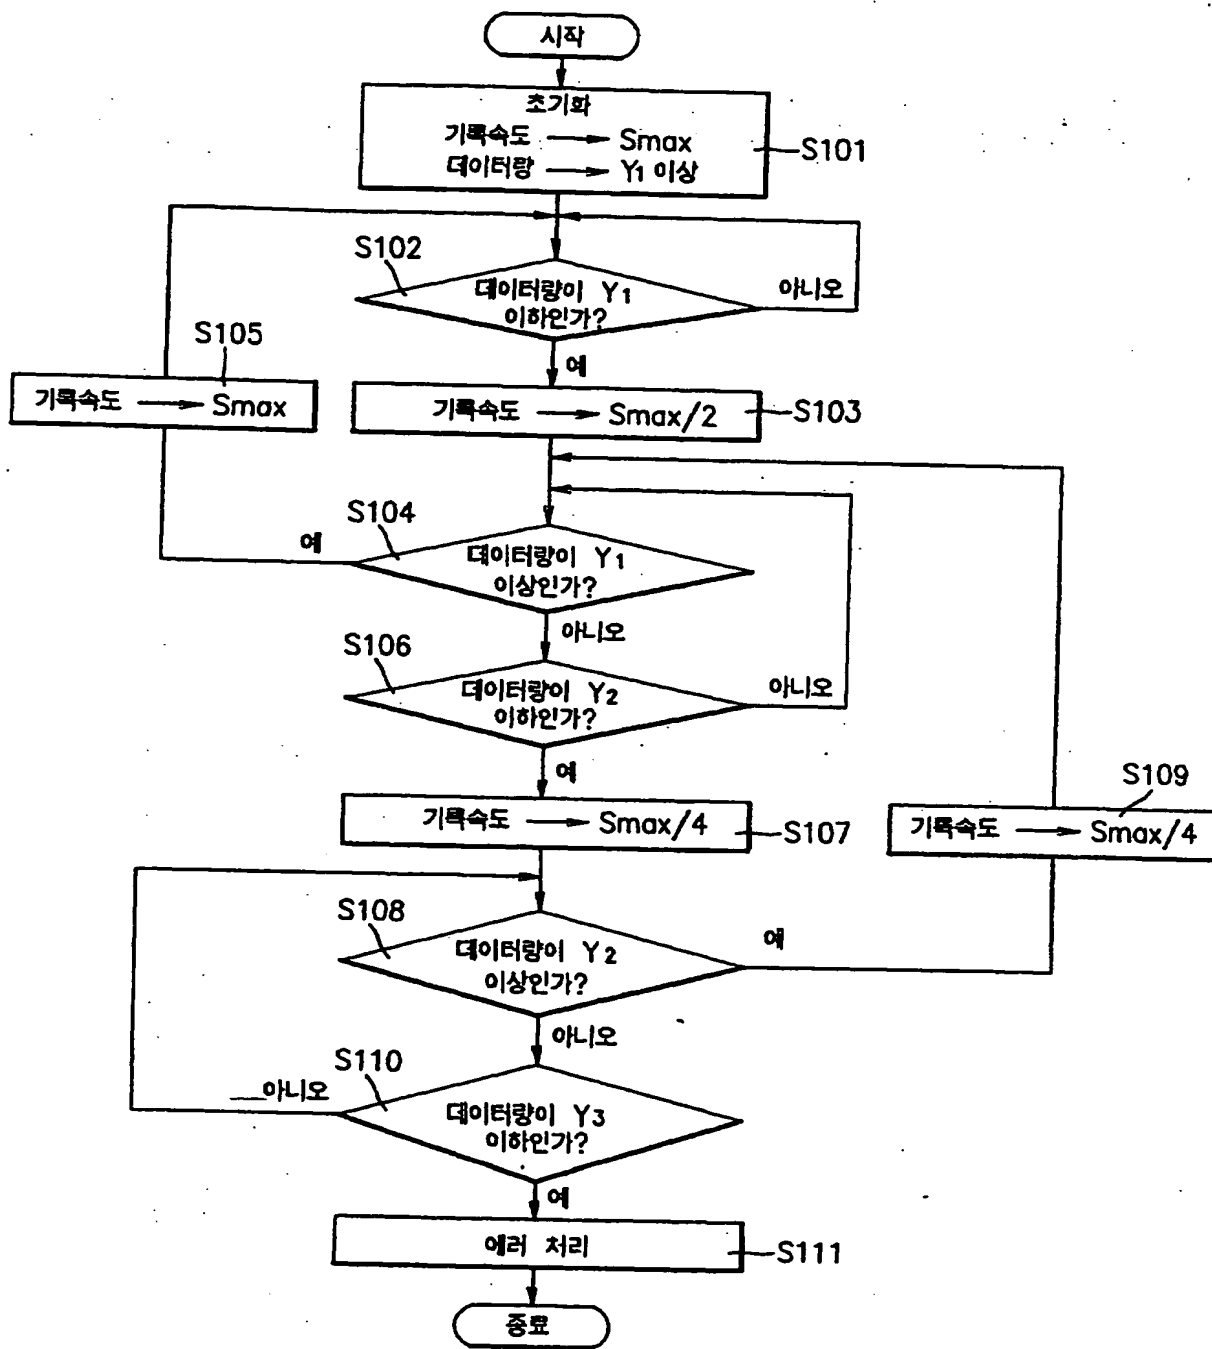 시작
초기화
기록속도 → Smax
데이터량 → Y1 이상
S101
S102
데이터량이 Y1
이하인가?
아니오
예
S105
기록속도 → Smax
기록속도 → Smax/2
S103
S104
예
데이터량이 Y1
이상인가?
아니오
S106
데이터량이 Y2
이하인가?
아니오
예
기록속도 → Smax/4
S107
S109
기록속도 → Smax/4
S108
데이터량이 Y2
이상인가?
예
아니오
S110
아니오
데이터량이 Y3
이하인가?
예
에러 처리
S111
종료